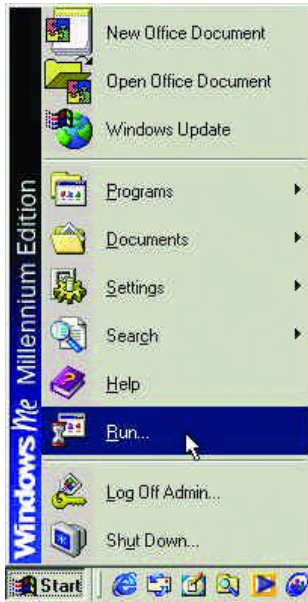 New Office Document
Open Office Document
Windows Update
Programs
Documents
Settings
Search
Help
Run...
Log Off Admin...
Shut Down...
Windows Me Millennium Edition
Start